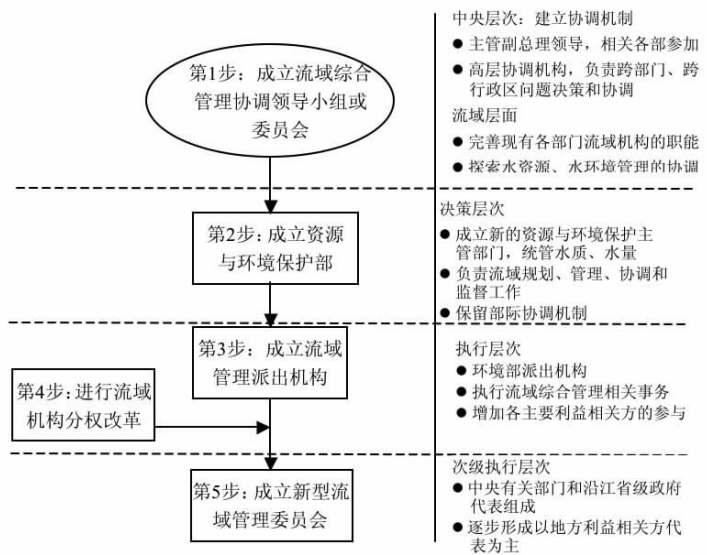 第1步：成立流域综合
管理协调领导小组或
委员会
中央层次：建立协调机制
● 主管副总理领导，相关各部参加
● 高层协调机构，负责跨部门、跨
行政区问题决策和协调
流域层面
● 完善现有各部门流域机构的职能
● 探索水资源、水环境管理的协调
第2步：成立资源
与环境保护部
决策层次
● 成立新的资源与环境保护主
管部门，统管水质、水量
● 负责流域规划、管理、协调和
监督工作
● 保留部际协调机制
第3步：成立流域
管理派出机构
第4步：进行流域
机构分权改革
执行层次
● 环境部派出机构
● 执行流域综合管理相关事务
● 增加各主要利益相关方的参与
第5步：成立新型流
域管理委员会
次级执行层次
● 中央有关部门和沿江省级政府
代表组成
● 逐步形成以地方利益相关方代
表为主